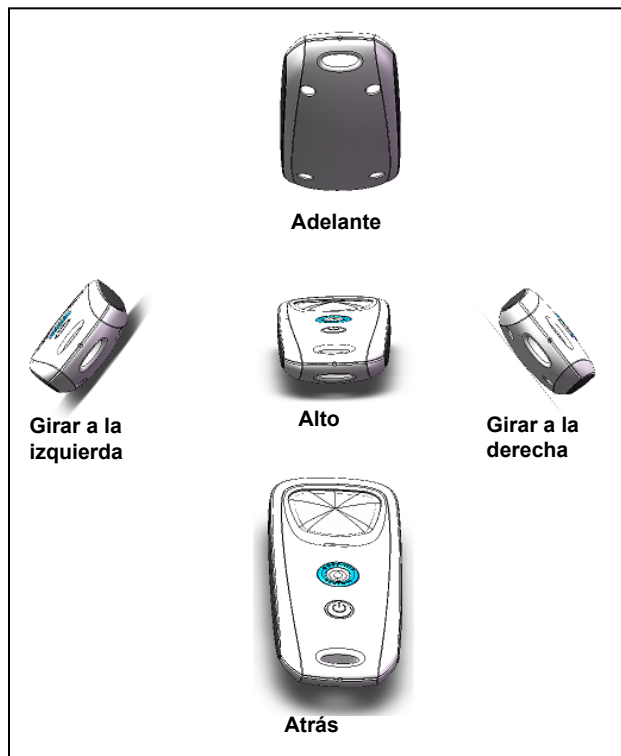 Adelante
Girar a la
izquierda
Alto
Girar a la
derecha
Atrás